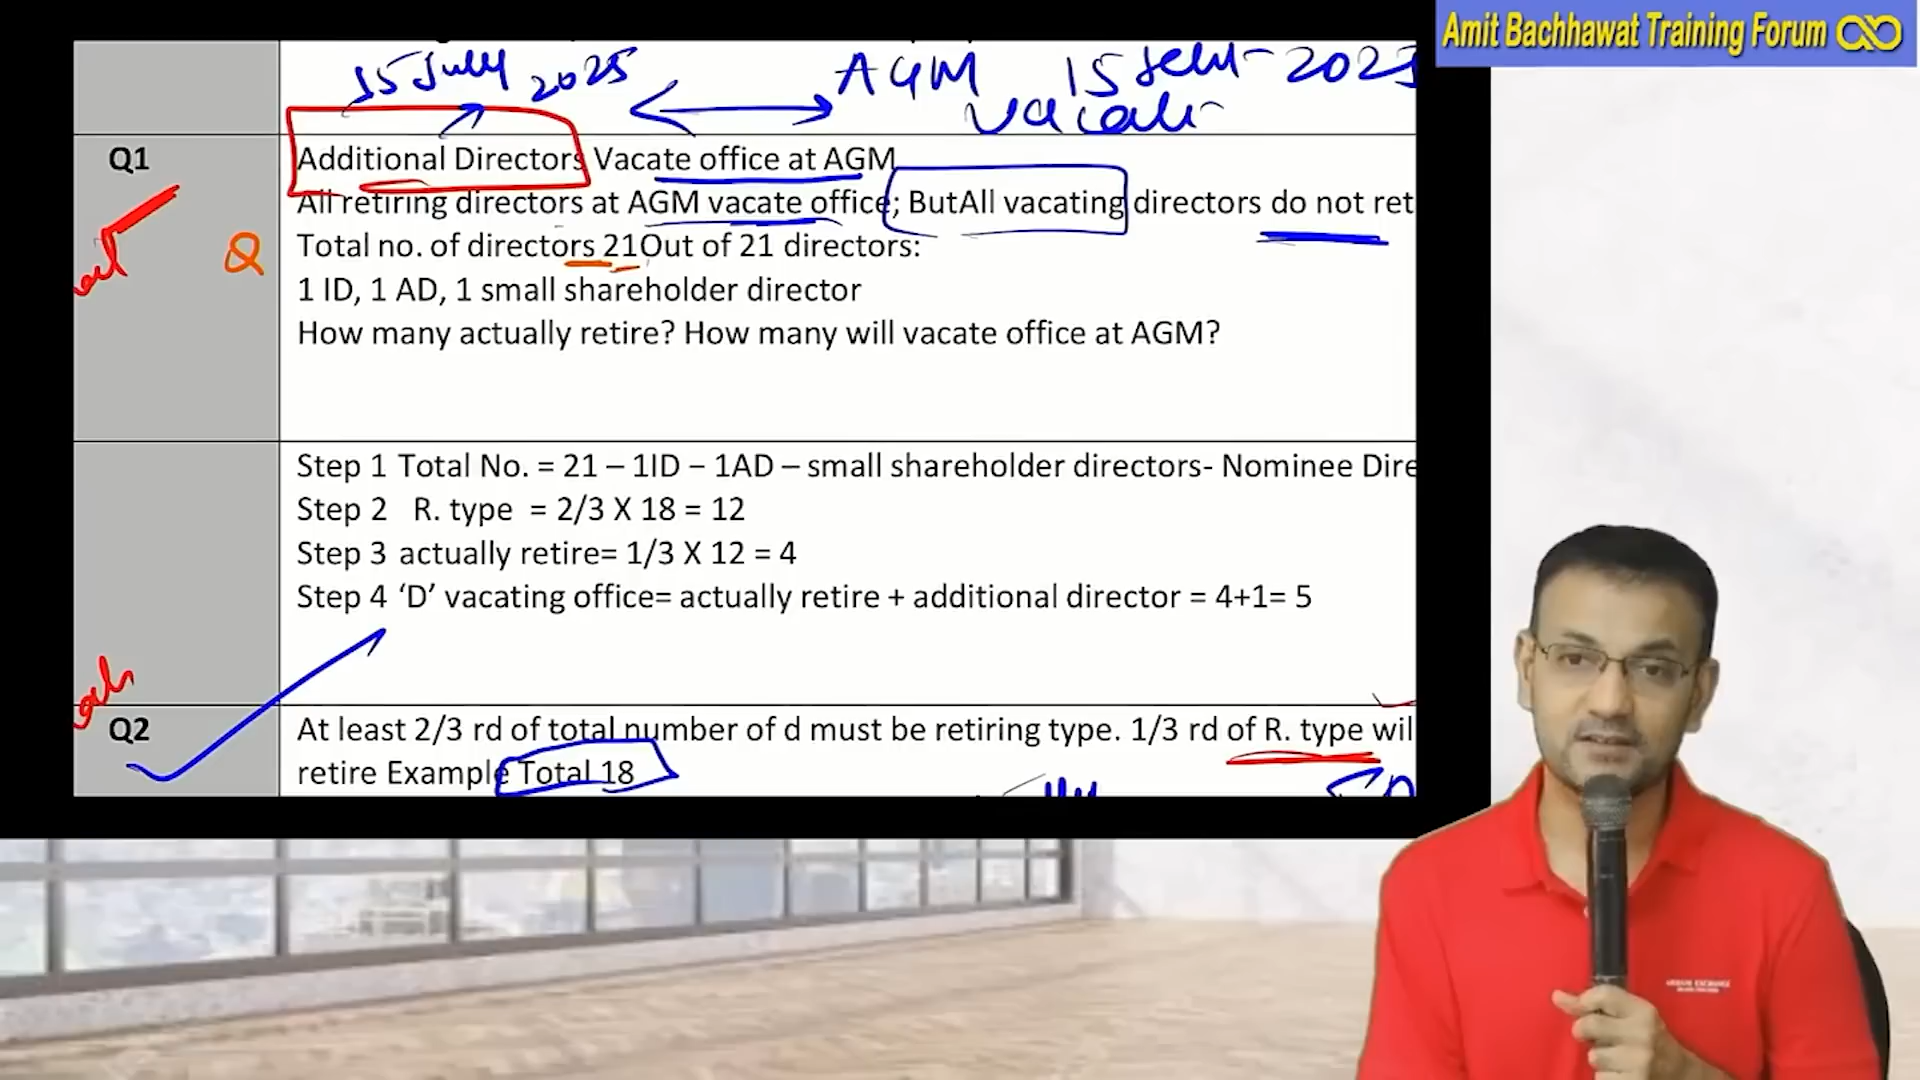 Amit Bachhawat Training Forum
15 July 2025 AGM 15 Sept 2025
vacate
Q1
Additional Directors Vacate office at AGM
All retiring directors at AGM vacate office; ButAll vacating directors do not ret
Q Total no. of directors 21Out of 21 directors:
1 ID, 1 AD, 1 small shareholder director
How many actually retire? How many will vacate office at AGM?
Step 1 Total No. = 21 – 1ID – 1AD – small shareholder directors- Nominee Dire
Step 2 R. type = 2/3 X 18 = 12
Step 3 actually retire= 1/3 X 12 = 4
Step 4 ‘D’ vacating office= actually retire + additional director = 4+1= 5
Q2
At least 2/3 rd of total number of d must be retiring type. 1/3 rd of R. type wil
retire Example Total 18